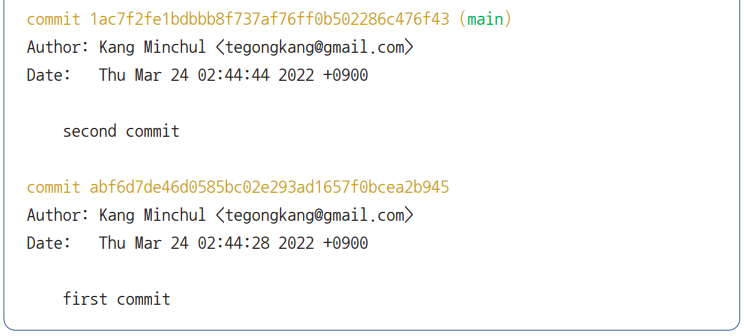 commit 1ac7f2fe1bdbbb8f737af76ff0b502286c476f43 (main)
Author: Kang Minchul <tegongkang@gmail.com>
Date:   Thu Mar 24 02:44:44 2022 +0900
second commit
commit abf6d7de46d0585bc02e293ad1657f0bcea2b945
Author: Kang Minchul <tegongkang@gmail.com>
Date:   Thu Mar 24 02:44:28 2022 +0900
first commit